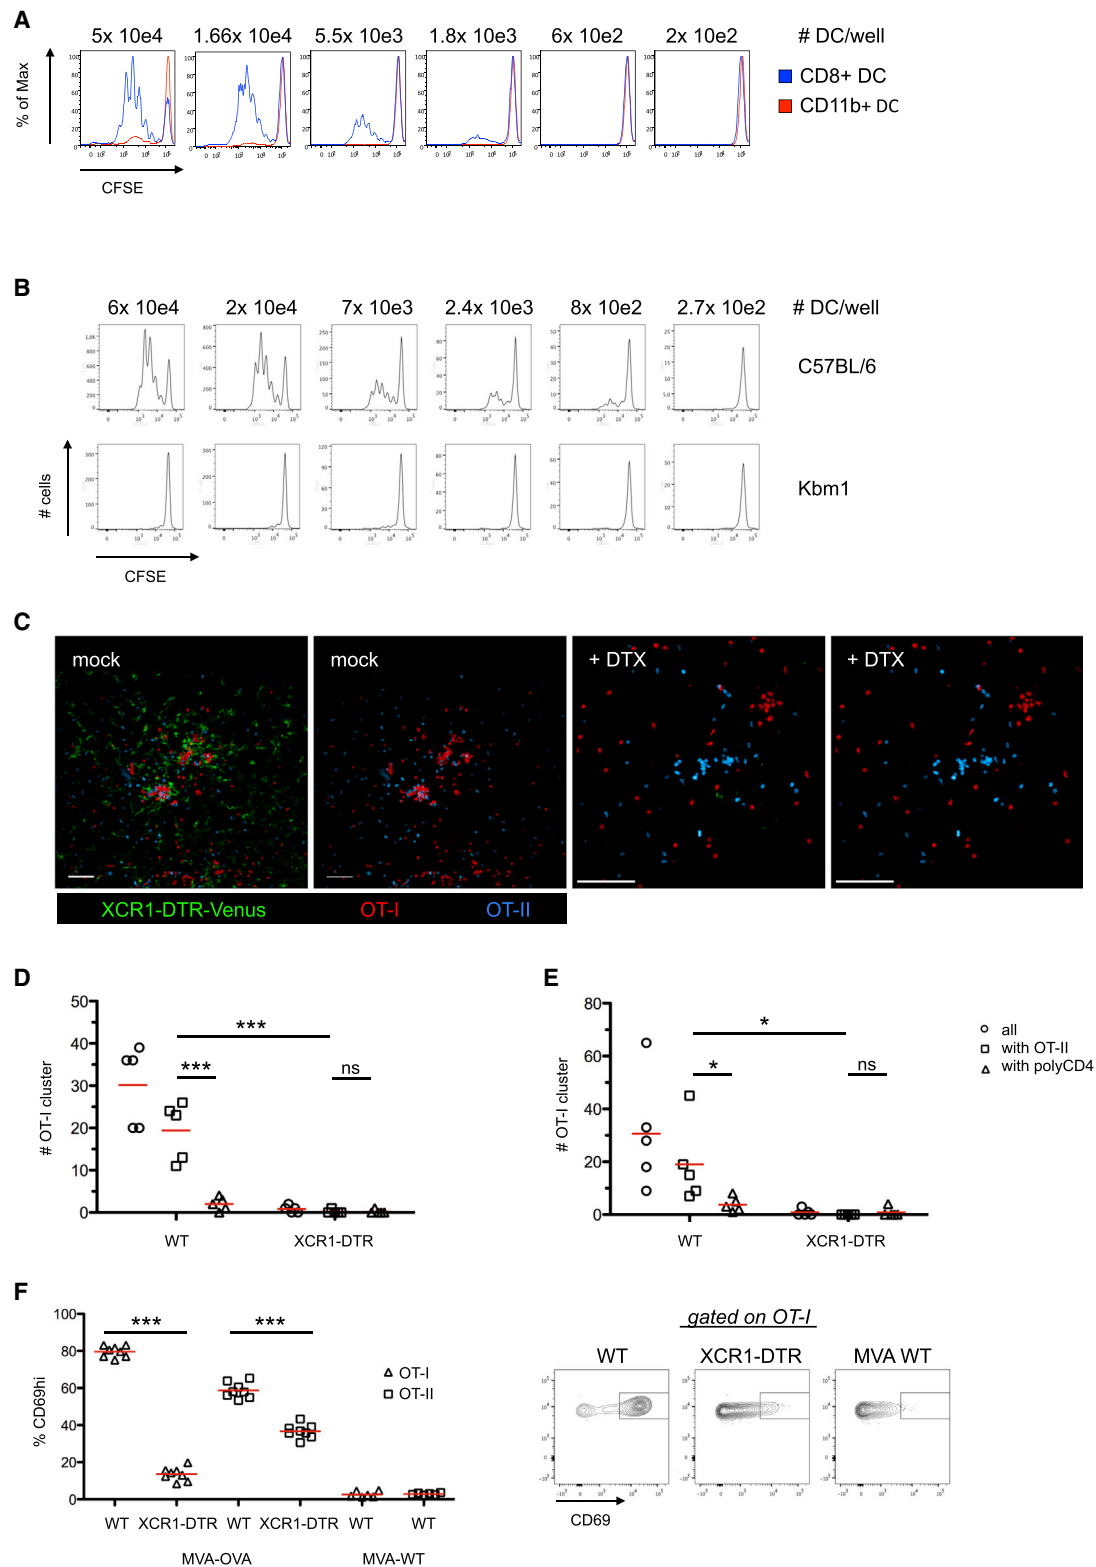 A
5x 10e4 1.66x 10e4 5.5x 10e3 1.8x 10e3 6x 10e2 2x 10e2 # DC/well
% of Max
CD8+ DC
CD11b+ DC
CFSE
B
6x 10e4 2x 10e4 7x 10e3 2.4x 10e3 8x 10e2 2.7x 10e2 # DC/well
C57BL/6
Kbm1
# cells
CFSE
C
mock mock + DTX + DTX
XCR1-DTR-Venus OT-I OT-II
D
50
40
30
20
10
0
# OT-I cluster
*** *** ns
WT XCR1-DTR
E
80
60
40
20
0
# OT-I cluster
* * ns
WT XCR1-DTR
all
with OT-II
with polyCD4
F
100
80
60
40
20
0
% CD69hi
*** ***
OT-I
OT-II
WT XCR1-DTR WT XCR1-DTR WT WT
MVA-OVA MVA-WT
gated on OT-I
WT XCR1-DTR MVA WT
CD69